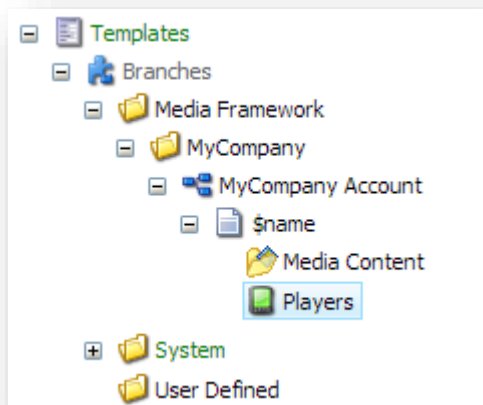 Templates
Branches
Media Framework
MyCompany
MyCompany Account
$name
Media Content
Players
System
User Defined